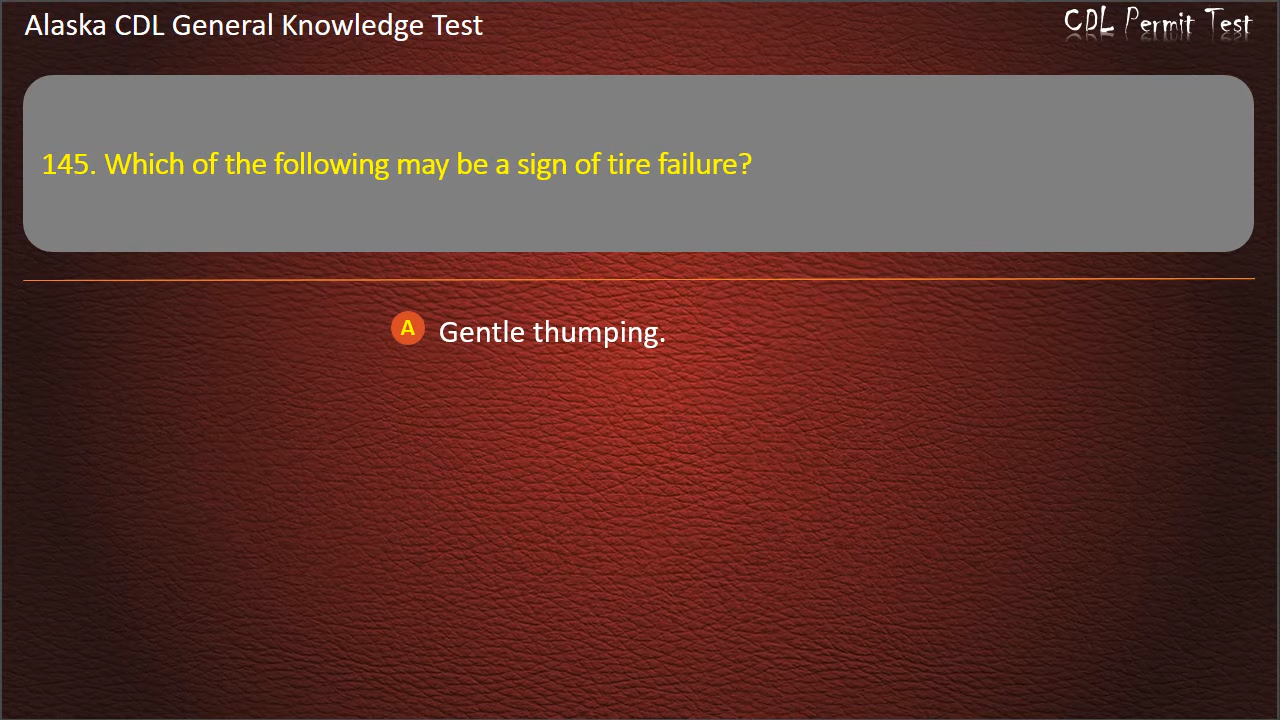 Alaska CDL General Knowledge Test
CDL Permit Test
145. Which of the following may be a sign of tire failure?
A Gentle thumping.